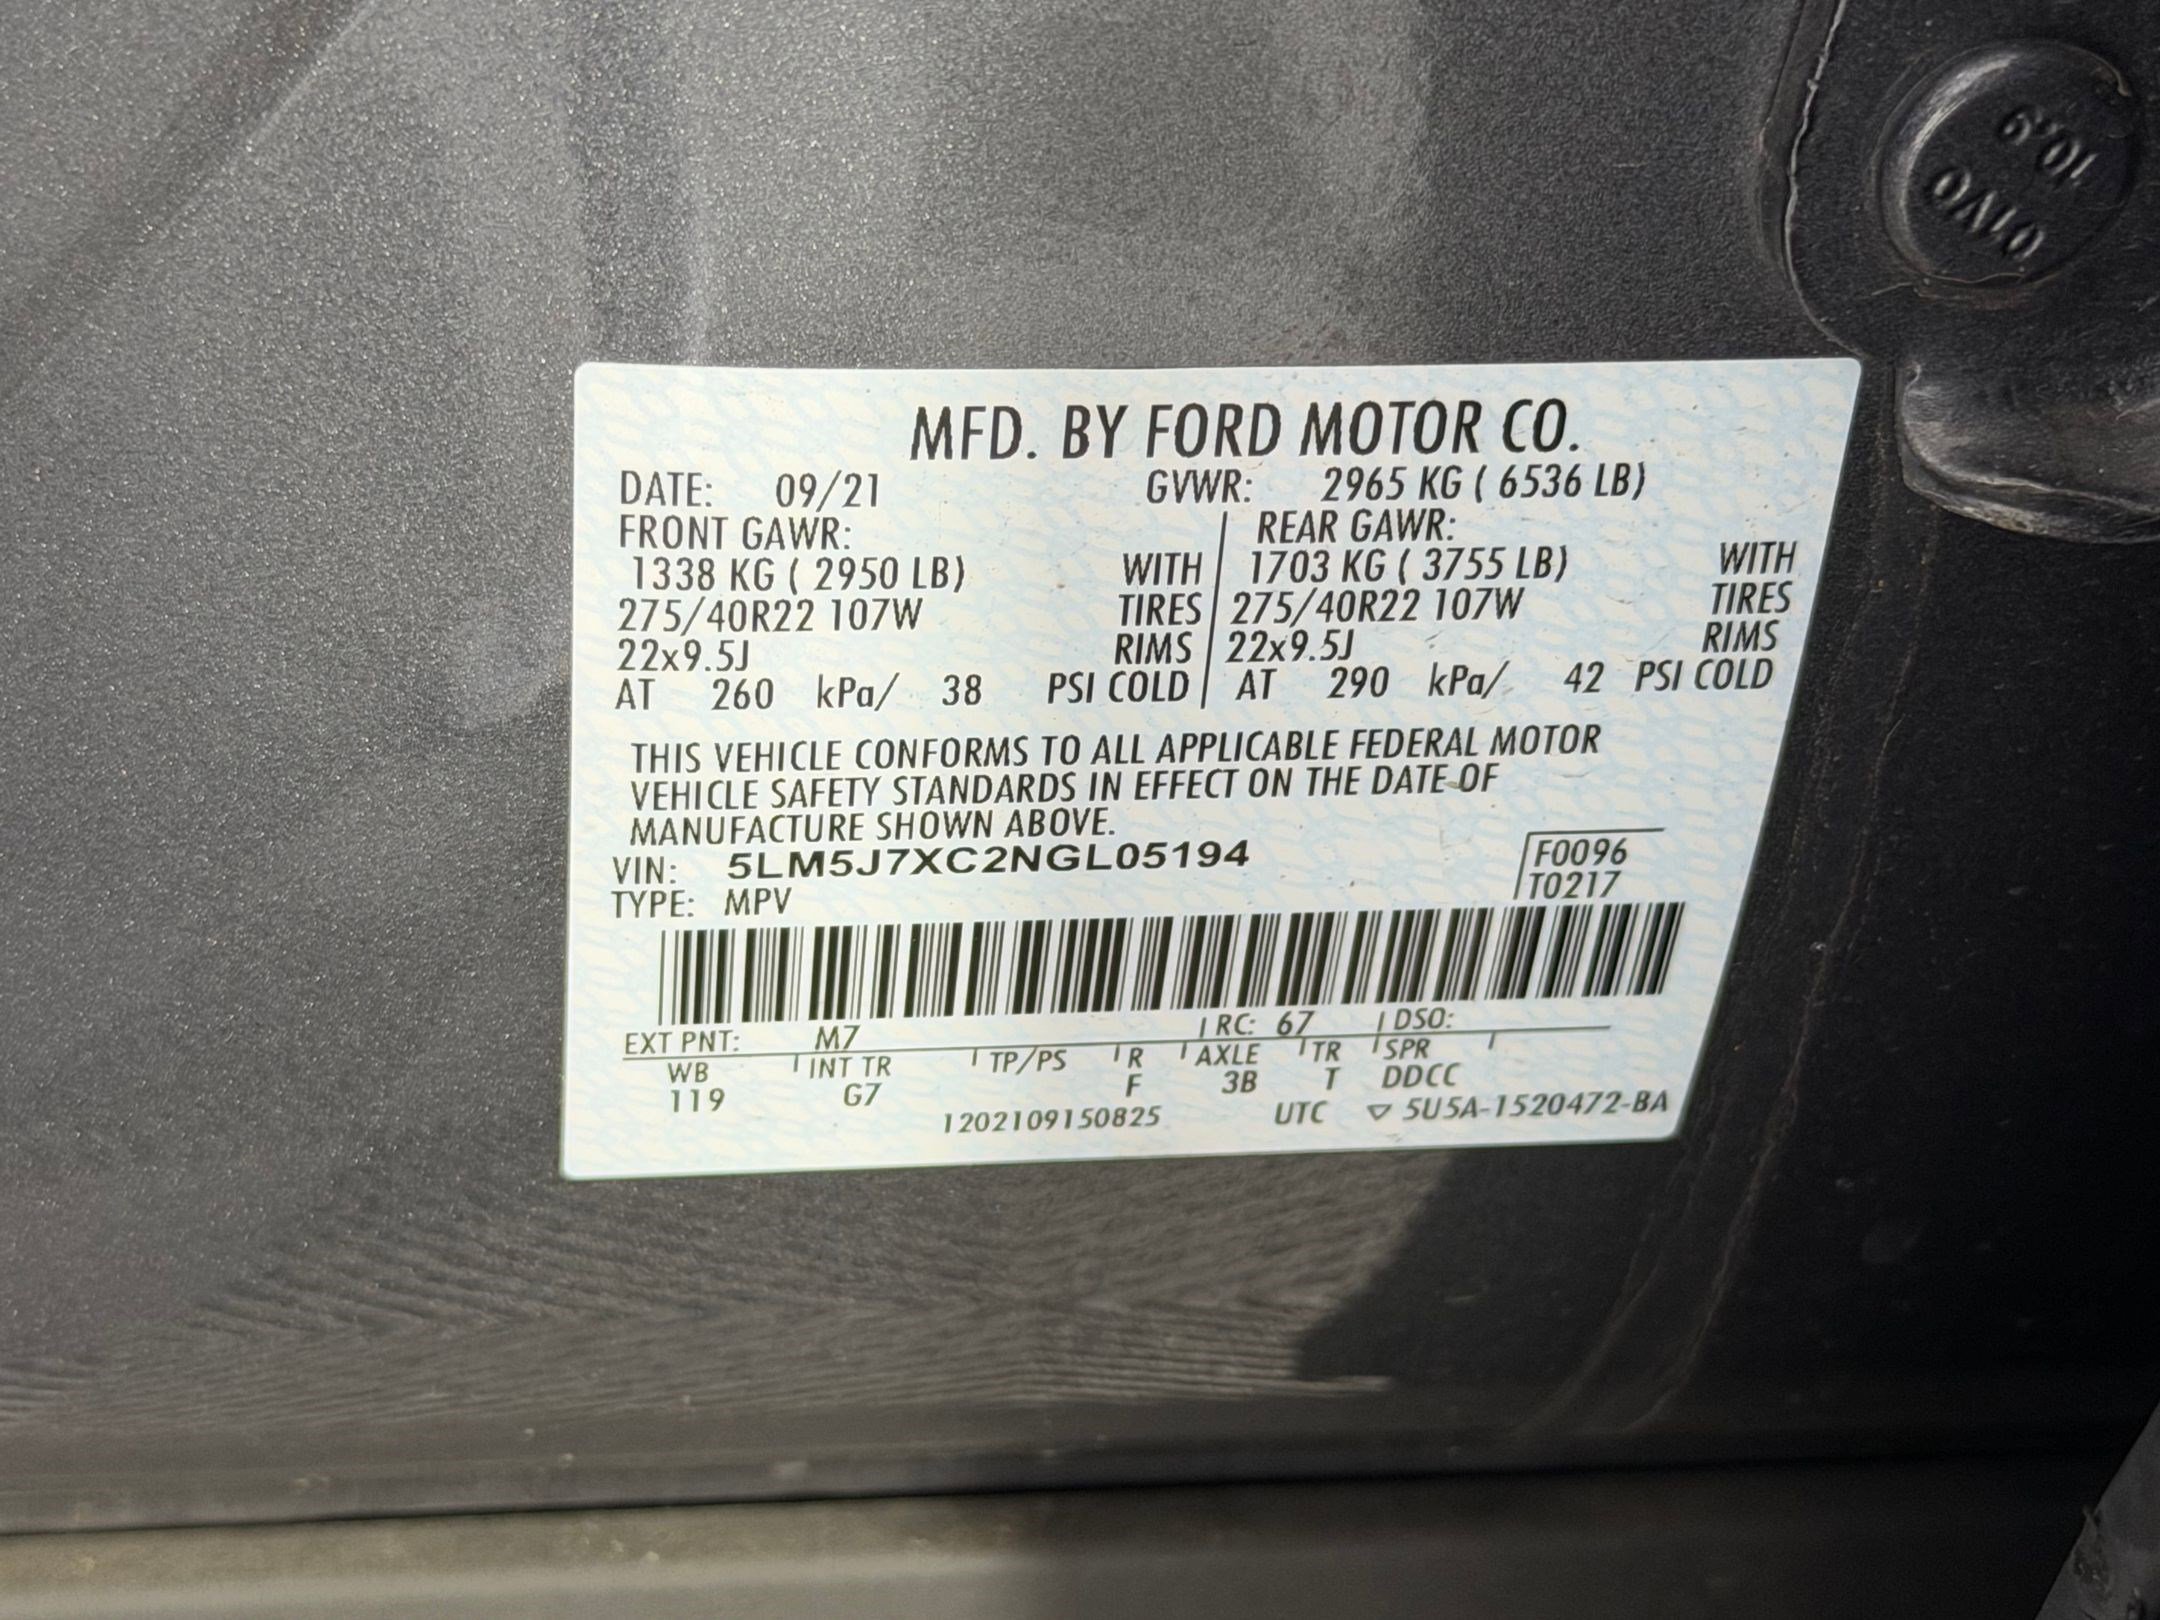 10.9
OVVO
MFD. BY FORD MOTOR CO.
DATE: 09/21 GVWR: 2965 KG ( 6536 LB)
FRONT GAWR: REAR GAWR:
1338 KG ( 2950 LB) WITH 1703 KG ( 3755 LB) WITH
275/40R22 107W TIRES 275/40R22 107W TIRES
22x9.5J RIMS 22x9.5J RIMS
AT 260 kPa/ 38 PSI COLD AT 290 kPa/ 42 PSI COLD
THIS VEHICLE CONFORMS TO ALL APPLICABLE FEDERAL MOTOR
VEHICLE SAFETY STANDARDS IN EFFECT ON THE DATE OF
MANUFACTURE SHOWN ABOVE.
VIN: 5LM5J7XC2NGL05194 F0096
TYPE: MPV T0217
EXT PNT: M7 RC: 67 DSO:
WB INT TR TP/PS R AXLE TR SPR
119 G7 F 3B T DDCC
1202109150825 UTC ▽ 5U5A-1520472-BA